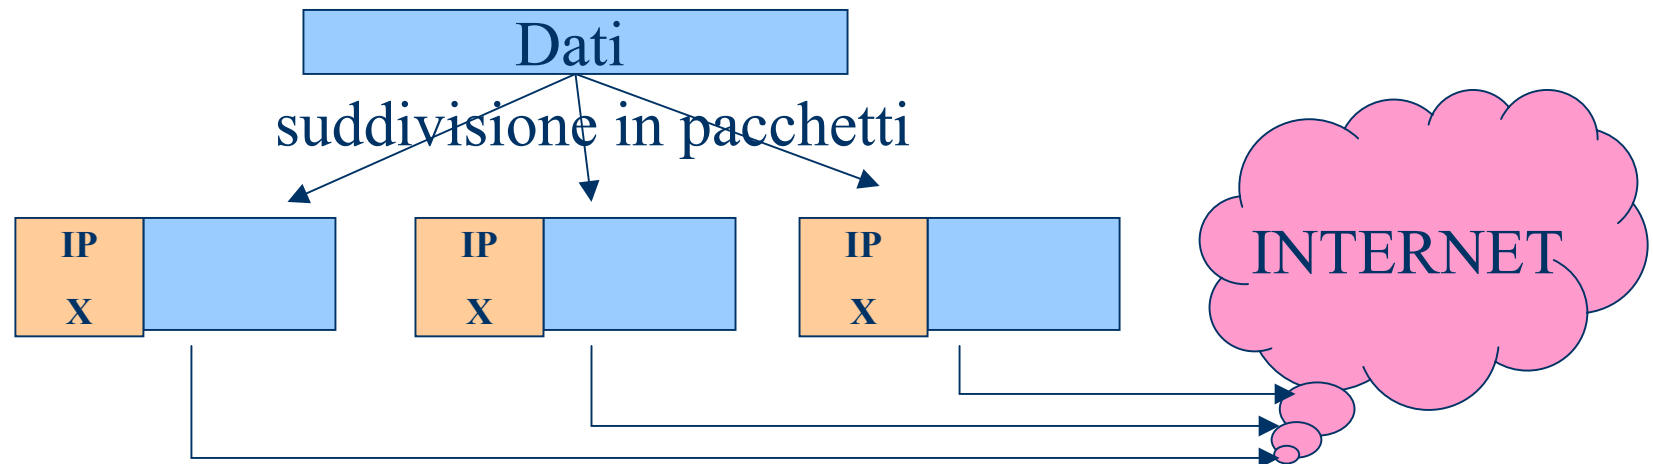 Dati
suddivisione in pacchetti
IP
X
IP
X
IP
X
INTERNET